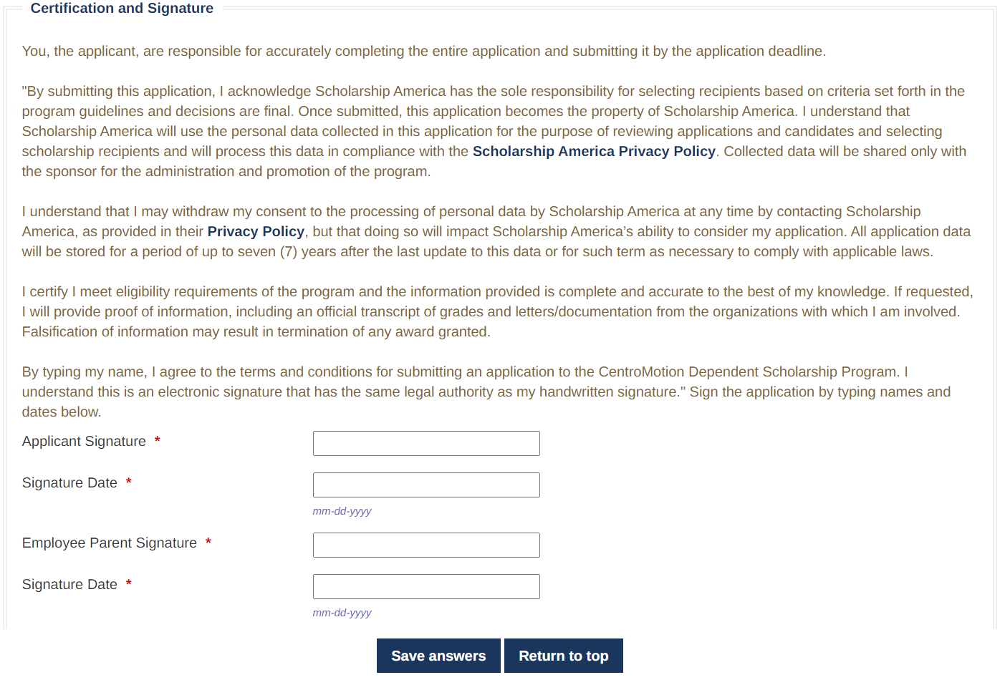 Certification and Signature
You, the applicant, are responsible for accurately completing the entire application and submitting it by the application deadline.
"By submitting this application, I acknowledge Scholarship America has the sole responsibility for selecting recipients based on criteria set forth in the
program guidelines and decisions are final. Once submitted, this application becomes the property of Scholarship America. I understand that
Scholarship America will use the personal data collected in this application for the purpose of reviewing applications and candidates and selecting
scholarship recipients and will process this data in compliance with the Scholarship America Privacy Policy. Collected data will be shared only with
the sponsor for the administration and promotion of the program.
I understand that I may withdraw my consent to the processing of personal data by Scholarship America at any time by contacting Scholarship
America, as provided in their Privacy Policy, but that doing so will impact Scholarship America’s ability to consider my application. All application data
will be stored for a period of up to seven (7) years after the last update to this data or for such term as necessary to comply with applicable laws.
I certify I meet eligibility requirements of the program and the information provided is complete and accurate to the best of my knowledge. If requested,
I will provide proof of information, including an official transcript of grades and letters/documentation from the organizations with which I am involved.
Falsification of information may result in termination of any award granted.
By typing my name, I agree to the terms and conditions for submitting an application to the CentroMotion Dependent Scholarship Program. I
understand this is an electronic signature that has the same legal authority as my handwritten signature." Sign the application by typing names and
dates below.
Applicant Signature *
Signature Date *
mm-dd-yyyy
Employee Parent Signature *
Signature Date *
mm-dd-yyyy
Save answers Return to top